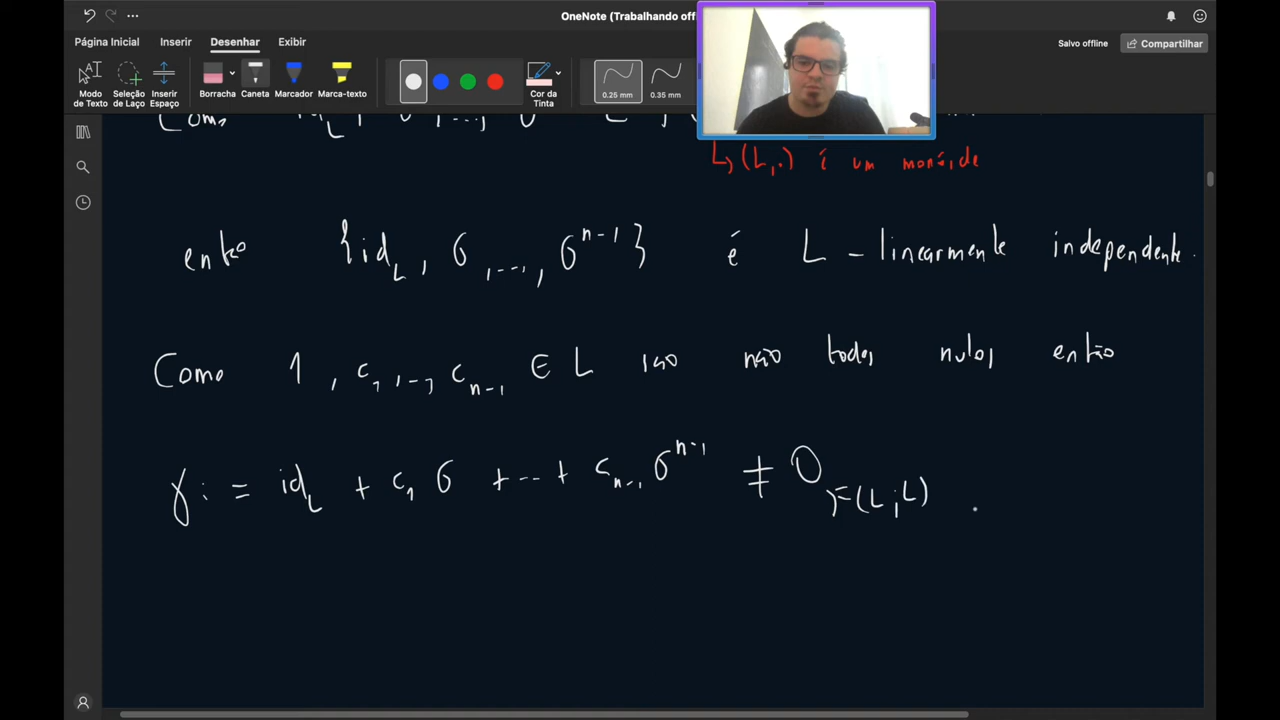 OneNote (Trabalhando off
Salvo offline
Compartilhar
Página Inicial Inserir Desenhar Exibir
Modo de Texto
Seleção de Laço
Inserir Espaço
Borracha
Caneta
Marcador
Marca-texto
Cor da Tinta
0.25 mm
0.35 mm
Como id_L, σ, ..., σ
↳ (L, ·) é um monóide
então {id_L, σ, ..., σ^{n-1}} é L - linearmente independente.
Como 1, c_1, ..., c_{n-1} ∈ L são não todos nulos então
γ := id_L + c_1 σ + ... + c_{n-1} σ^{n-1} ≠ 0_{F(L;L)} .